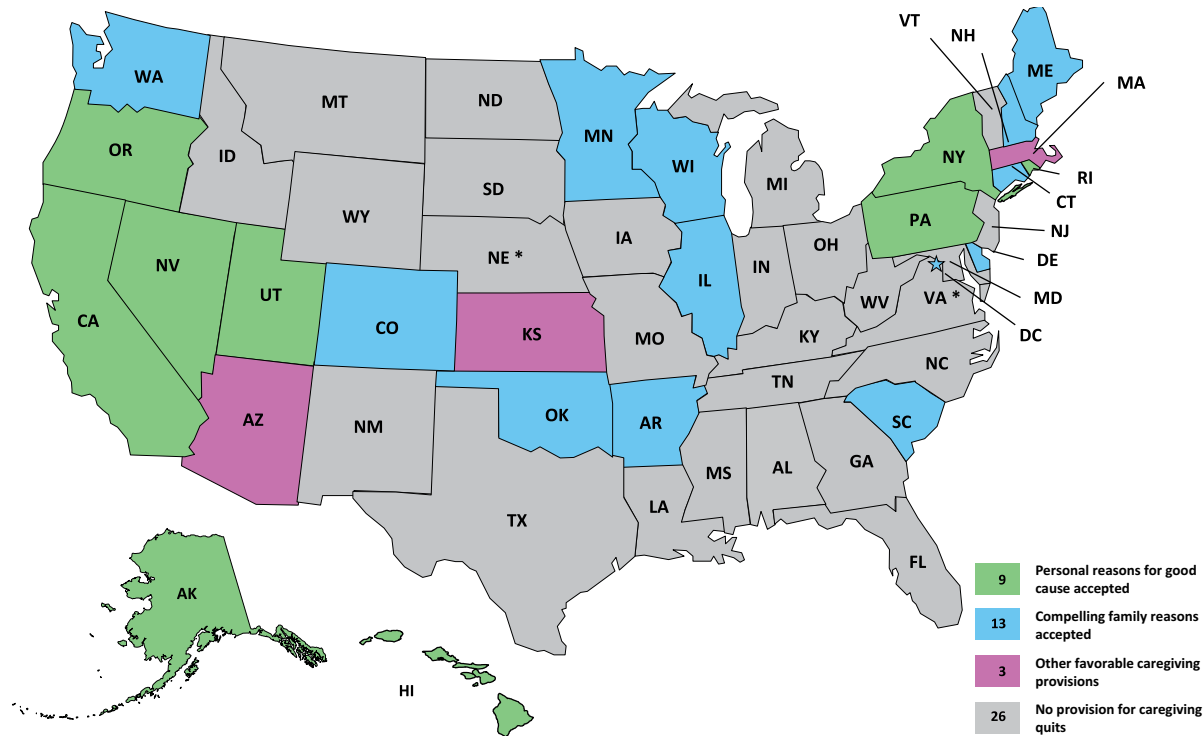 VT
NH
ME
MA
WA
MT
ND
MN
OR
ID
SD
WI
MI
NY
RI
CT
WY
PA
NJ
NV
UT
NE *
IA
IL
IN
OH
DE
MD
DC
CA
CO
KS
MO
WV
VA *
KY
NC
TN
AZ
NM
OK
AR
SC
MS
AL
GA
TX
LA
FL
AK
HI
9 Personal reasons for good
cause accepted
13 Compelling family reasons
accepted
3 Other favorable caregiving
provisions
26 No provision for caregiving
quits